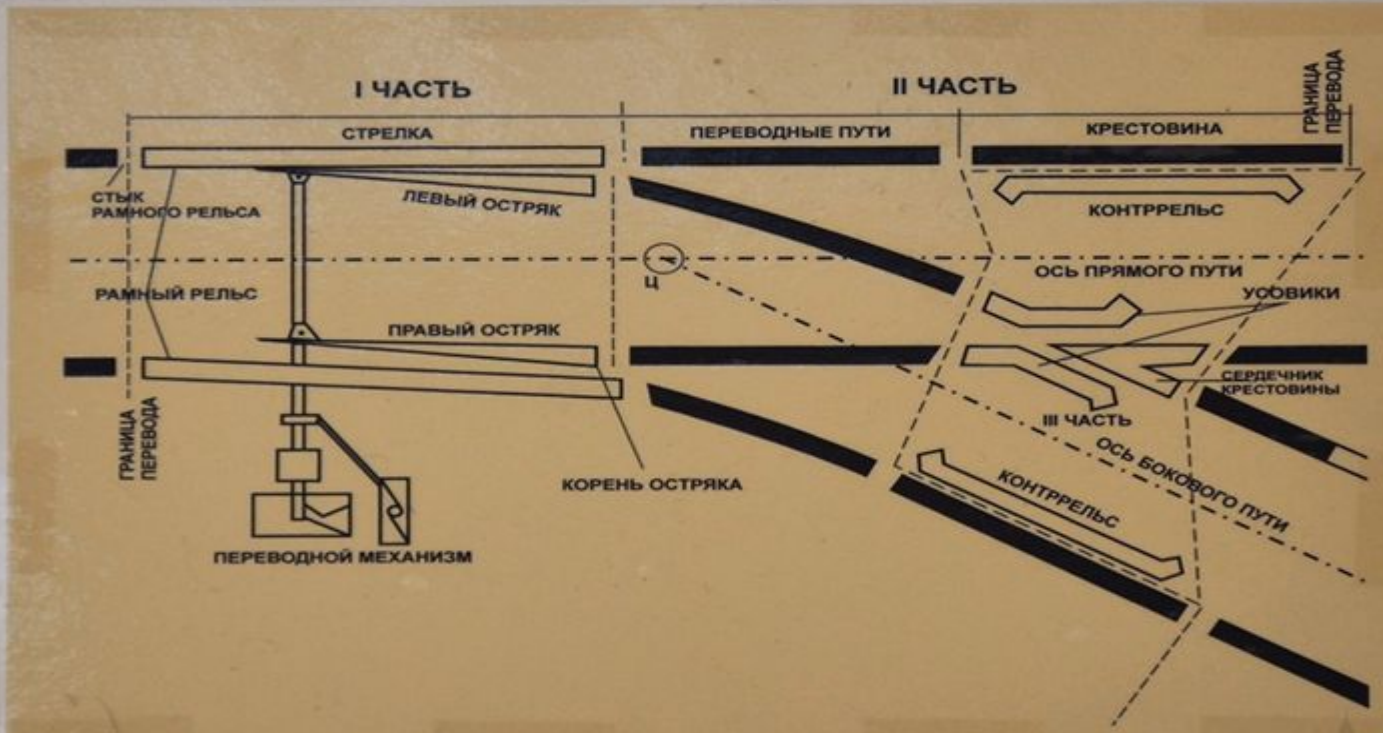 I ЧАСТЬ
II ЧАСТЬ
ГРАНИЦА
ПЕРЕВОДА
СТРЕЛКА
ПЕРЕВОДНЫЕ ПУТИ
КРЕСТОВИНА
СТЫК
РАМНОГО РЕЛЬСА
ЛЕВЫЙ ОСТРЯК
КОНТРРЕЛЬС
ОСЬ ПРЯМОГО ПУТИ
Ц
РАМНЫЙ РЕЛЬС
УСОВИКИ
ПРАВЫЙ ОСТРЯК
СЕРДЕЧНИК
КРЕСТОВИНЫ
ГРАНИЦА
ПЕРЕВОДА
III ЧАСТЬ
ОСЬ БОКОВОГО ПУТИ
КОРЕНЬ ОСТРЯКА
КОНТРРЕЛЬС
ПЕРЕВОДНОЙ МЕХАНИЗМ